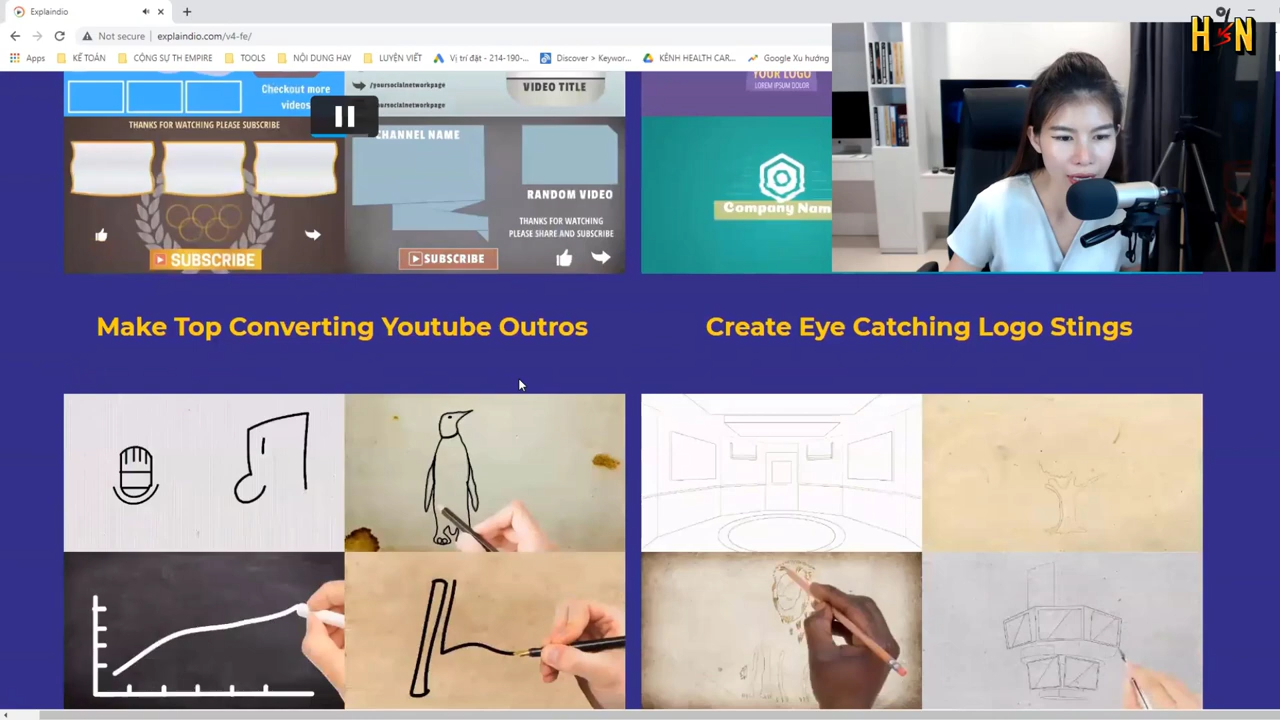 Explaindio
Not secure
explaindio.com/v4-fe/
Apps
KẾ TOÁN
CỘNG SỰ TH EMPIRE
TOOLS
NỘI DUNG HAY
LUYỆN VIẾT
Vị trí đặt - 214-190-...
Discover > Keywor...
KÊNH HEALTH CAR...
Google Xu hướng
H N
Checkout more
videos
/yoursocialnetworkpage
yoursocialnetworkpage
VIDEO TITLE
YOUR LOGO
LOREM IPSUM DOLOR
THANKS FOR WATCHING PLEASE SUBSCRIBE
SUBSCRIBE
CHANNEL NAME
RANDOM VIDEO
THANKS FOR WATCHING
PLEASE SHARE AND SUBSCRIBE
SUBSCRIBE
Company Nam
Make Top Converting Youtube Outros
Create Eye Catching Logo Stings